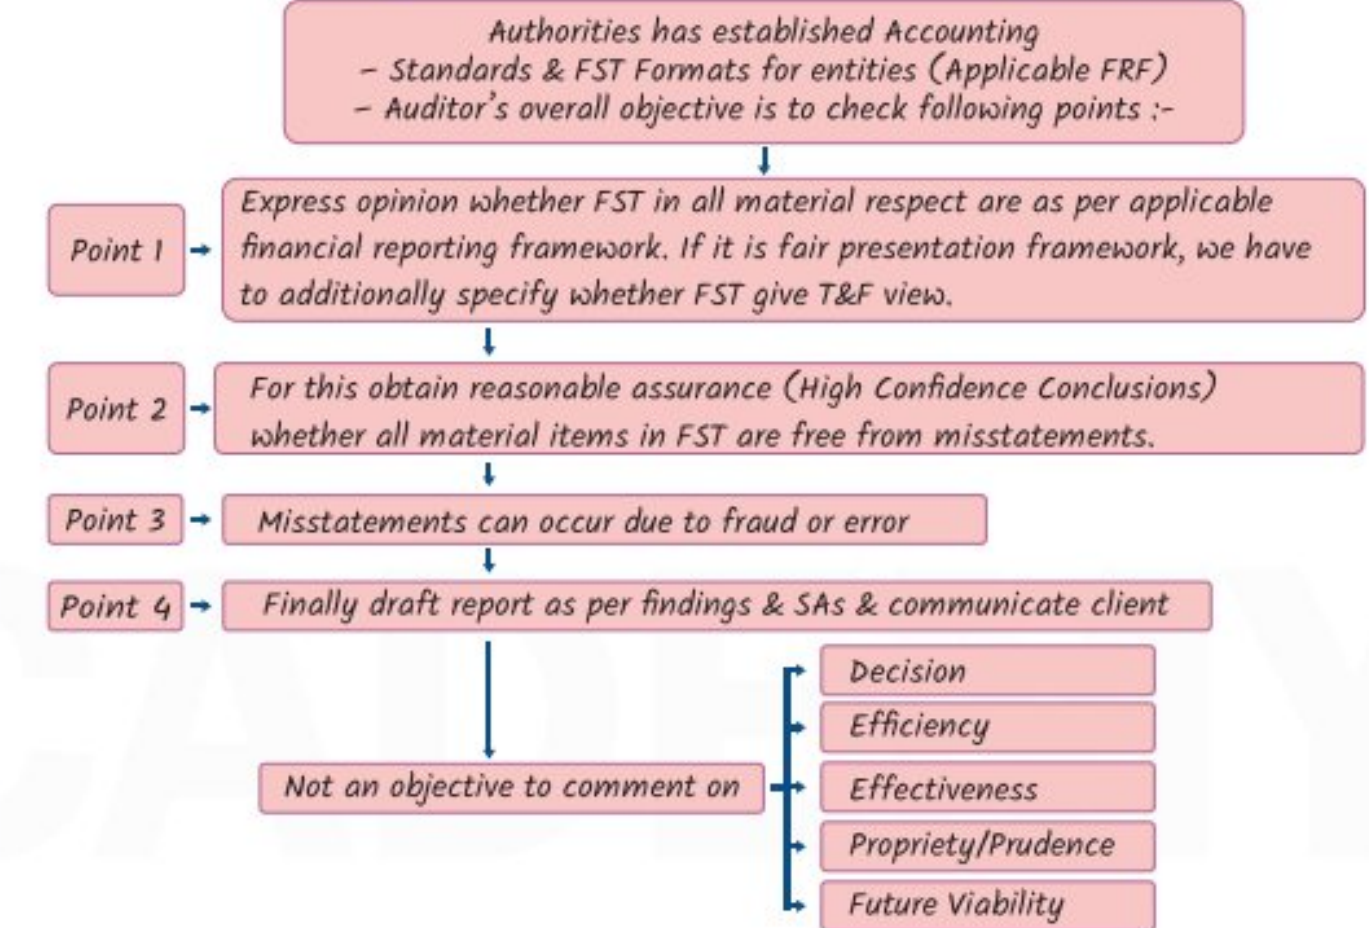 Authorities has established Accounting
– Standards & FST Formats for entities (Applicable FRF)
– Auditor's overall objective is to check following points :-
Point 1
Express opinion whether FST in all material respect are as per applicable
financial reporting framework. If it is fair presentation framework, we have
to additionally specify whether FST give T&F view.
Point 2
For this obtain reasonable assurance (High Confidence Conclusions)
whether all material items in FST are free from misstatements.
Point 3
Misstatements can occur due to fraud or error
Point 4
Finally draft report as per findings & SAs & communicate client
Not an objective to comment on
Decision
Efficiency
Effectiveness
Propriety/Prudence
Future Viability